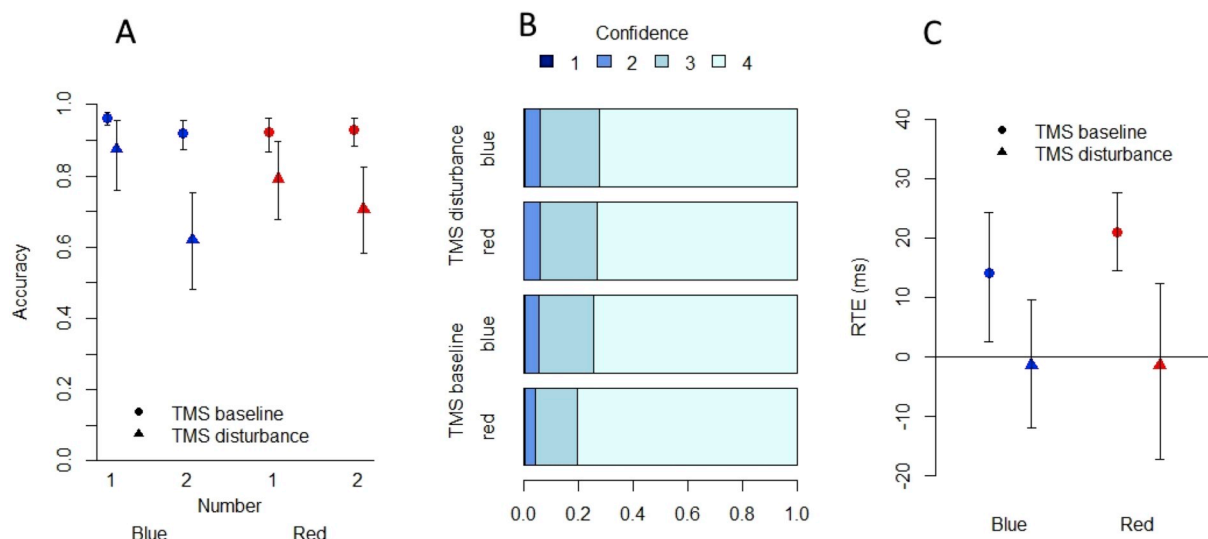 A
Accuracy
0.0 0.2 0.4 0.6 0.8 1.0
TMS baseline
TMS disturbance
1 2 1 2
Number
Blue Red
B
Confidence
1 2 3 4
TMS disturbance
blue
red
TMS baseline
blue
red
0.0 0.2 0.4 0.6 0.8 1.0
C
RTE (ms)
-20 -10 0 10 20 30 40
TMS baseline
TMS disturbance
Blue Red